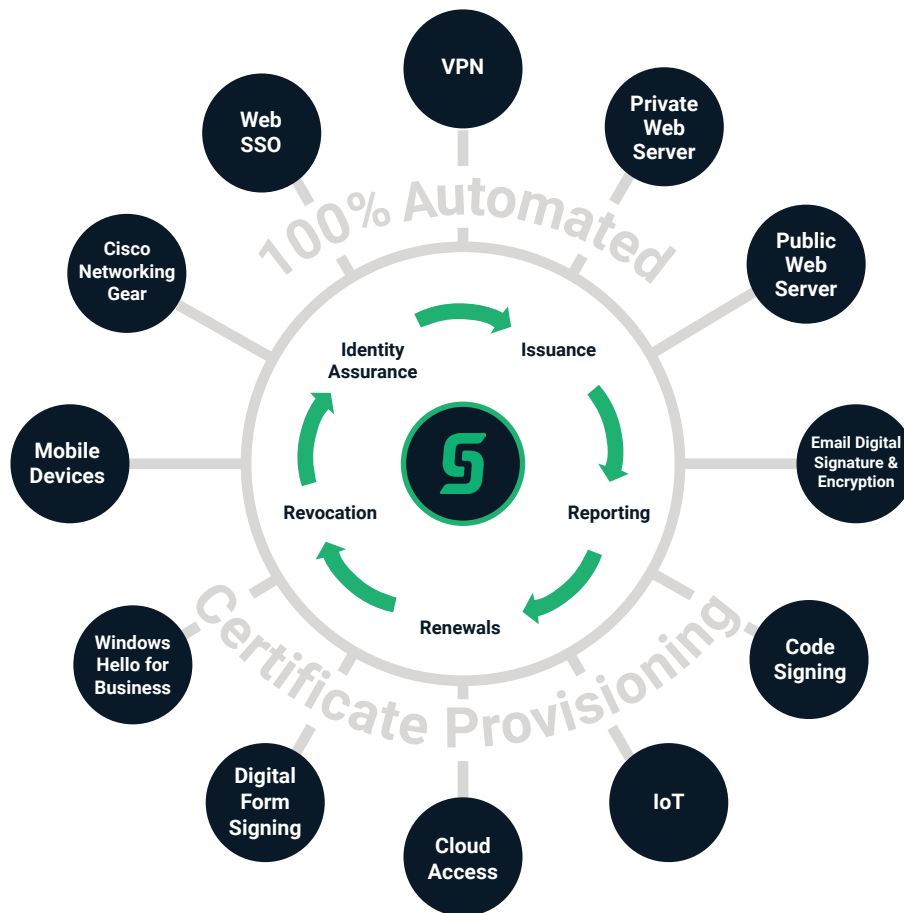 VPN
Private
Web
Server
Public
Web
Server
Email Digital
Signature &
Encryption
Code
Signing
IoT
Cloud
Access
Digital
Form
Signing
Windows
Hello for
Business
Mobile
Devices
Cisco
Networking
Gear
Web
SSO
100% Automated
Certificate Provisioning
Identity
Assurance
Issuance
Reporting
Renewals
Revocation